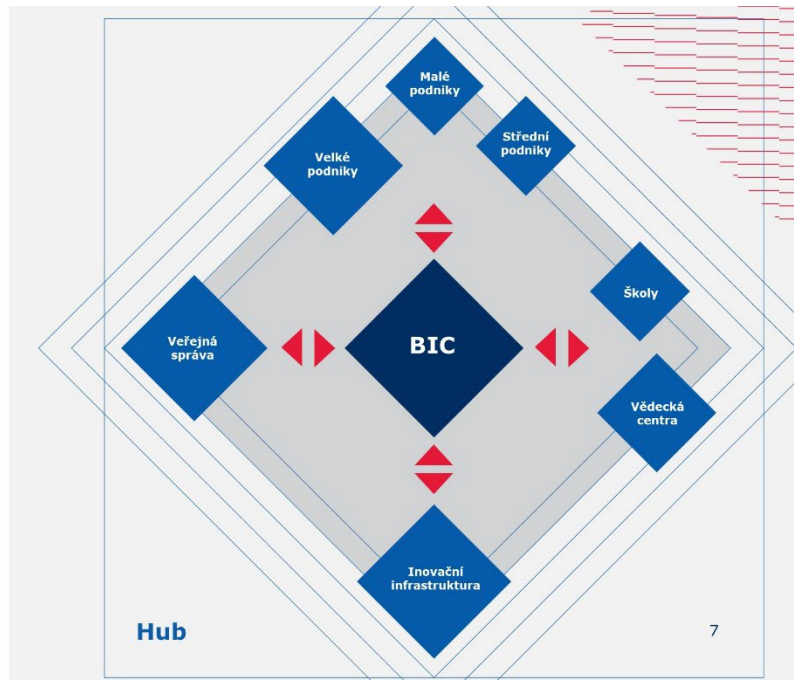 Malé
podniky
Střední
podniky
Velké
podniky
Školy
Veřejná
správa
BIC
Vědecká
centra
Inovační
infrastruktura
Hub
7